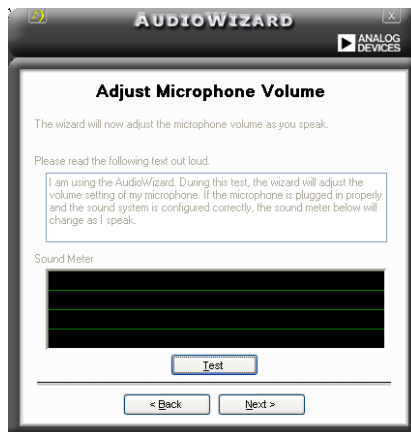 AUDIOWIZARD
X
ANALOG
DEVICES
Adjust Microphone Volume
The wizard will now adjust the microphone volume as you speak.
Please read the following text out loud.
I am using the AudioWizard. During this test, the wizard will adjust the
volume setting of my microphone. If the microphone is plugged in properly
and the sound system is configured correctly, the sound meter below will
change as I speak.
Sound Meter
Test
< Back
Next >